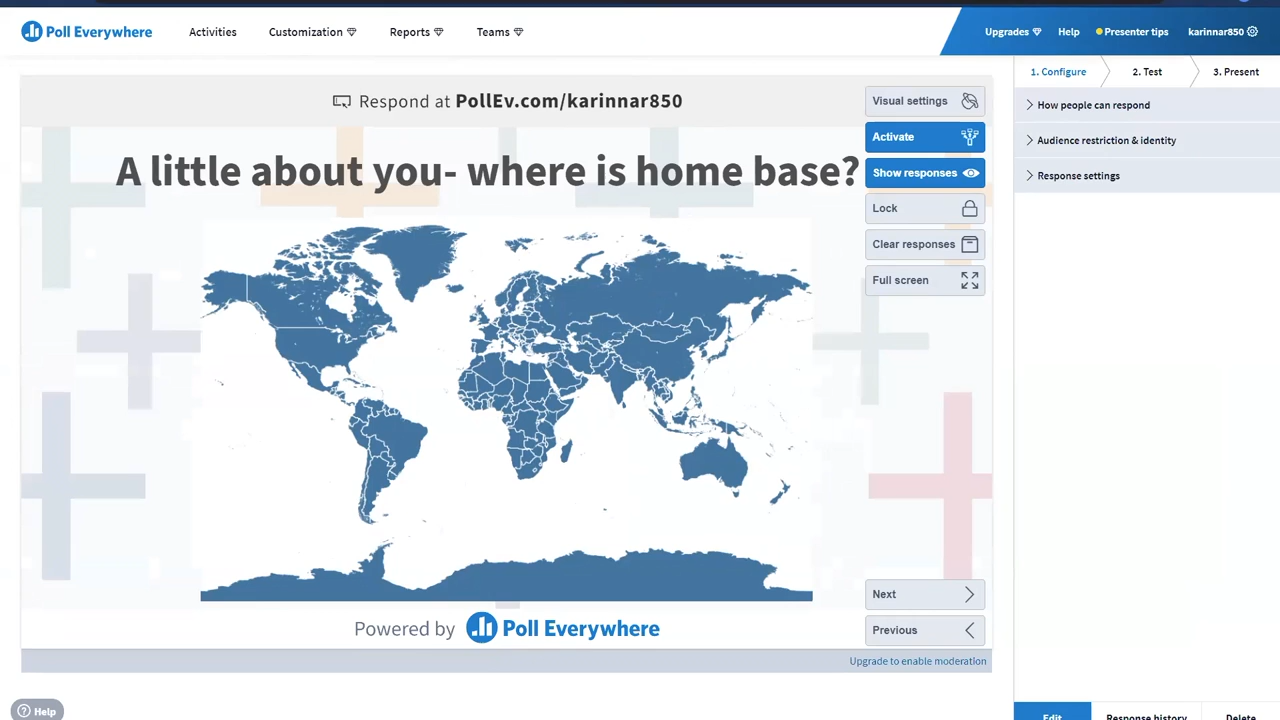 Poll Everywhere
Activities
Customization
Reports
Teams
Upgrades
Help
Presenter tips
karinnar850
1. Configure
2. Test
3. Present
How people can respond
Audience restriction & identity
Response settings
Respond at PollEv.com/karinnar850
A little about you- where is home base?
Visual settings
Activate
Show responses
Lock
Clear responses
Full screen
Next
Previous
Powered by Poll Everywhere
Upgrade to enable moderation
Help
Edit
Response history
Delete